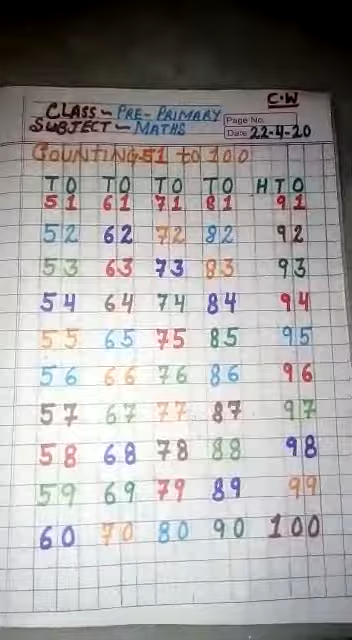 C.W
CLASS - PRE-PRIMARY
SUBJECT - MATHS
Page No.
Date 22-4-20
COUNTING 51 to 100
T O T O T O T O H T O
51 61 71 81 91
52 62 72 82 92
53 63 73 83 93
54 64 74 84 94
55 65 75 85 95
56 66 76 86 96
57 67 77 87 97
58 68 78 88 98
59 69 79 89 99
60 70 80 90 100